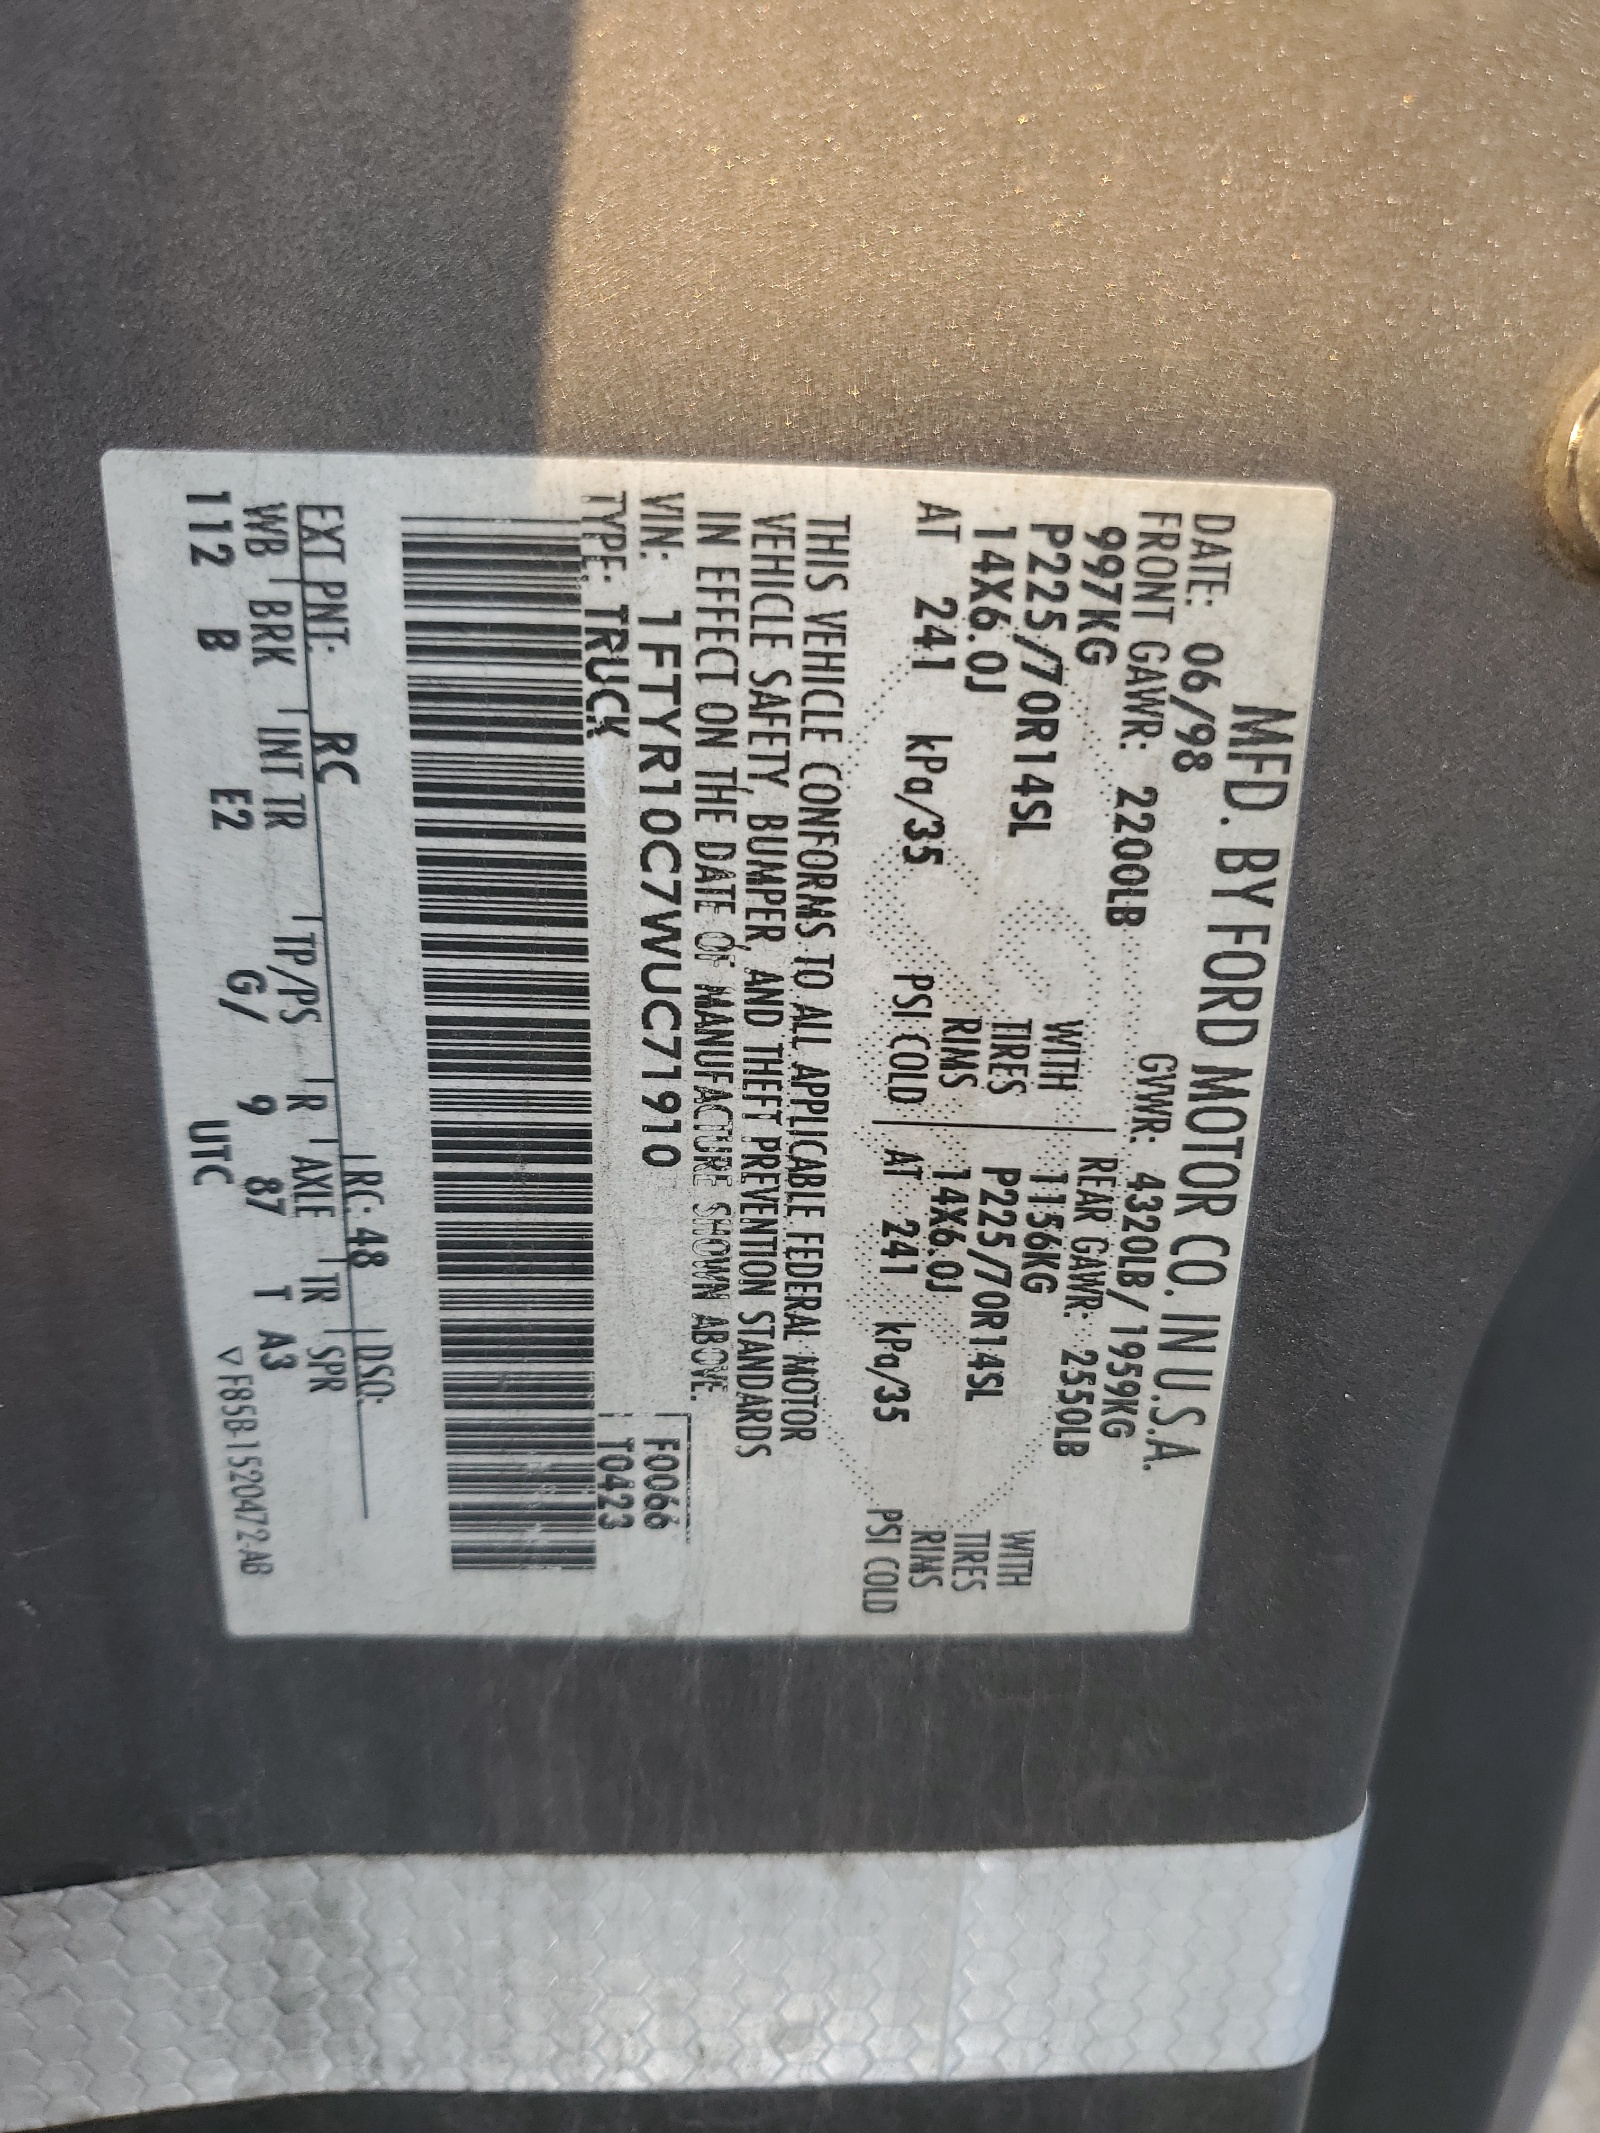 MFD. BY FORD MOTOR CO. IN U.S.A.
DATE: 06/98 GVWR: 4320LB/ 1959KG
FRONT GAWR: 2200LB REAR GAWR: 2550LB
997KG WITH 1156KG WITH
P225/70R14SL TIRES P225/70R14SL TIRES
14X6.0J RIMS 14X6.0J RIMS
AT 241 kPa/35 PSI COLD AT 241 kPa/35 PSI COLD
THIS VEHICLE CONFORMS TO ALL APPLICABLE FEDERAL MOTOR
VEHICLE SAFETY, BUMPER, AND THEFT PREVENTION STANDARDS
IN EFFECT ON THE DATE OF MANUFACTURE SHOWN ABOVE.
VIN: 1FTYR10C7WUC71910 F0066
TYPE: TRUCK T0423
EXT PNT: RC RC: 48 DSO:
WB BRK INT TR TP/PS R AXLE TR SPR
112 B E2 G/ 9 87 T A3
UTC ▽ F85B-1520472-AB